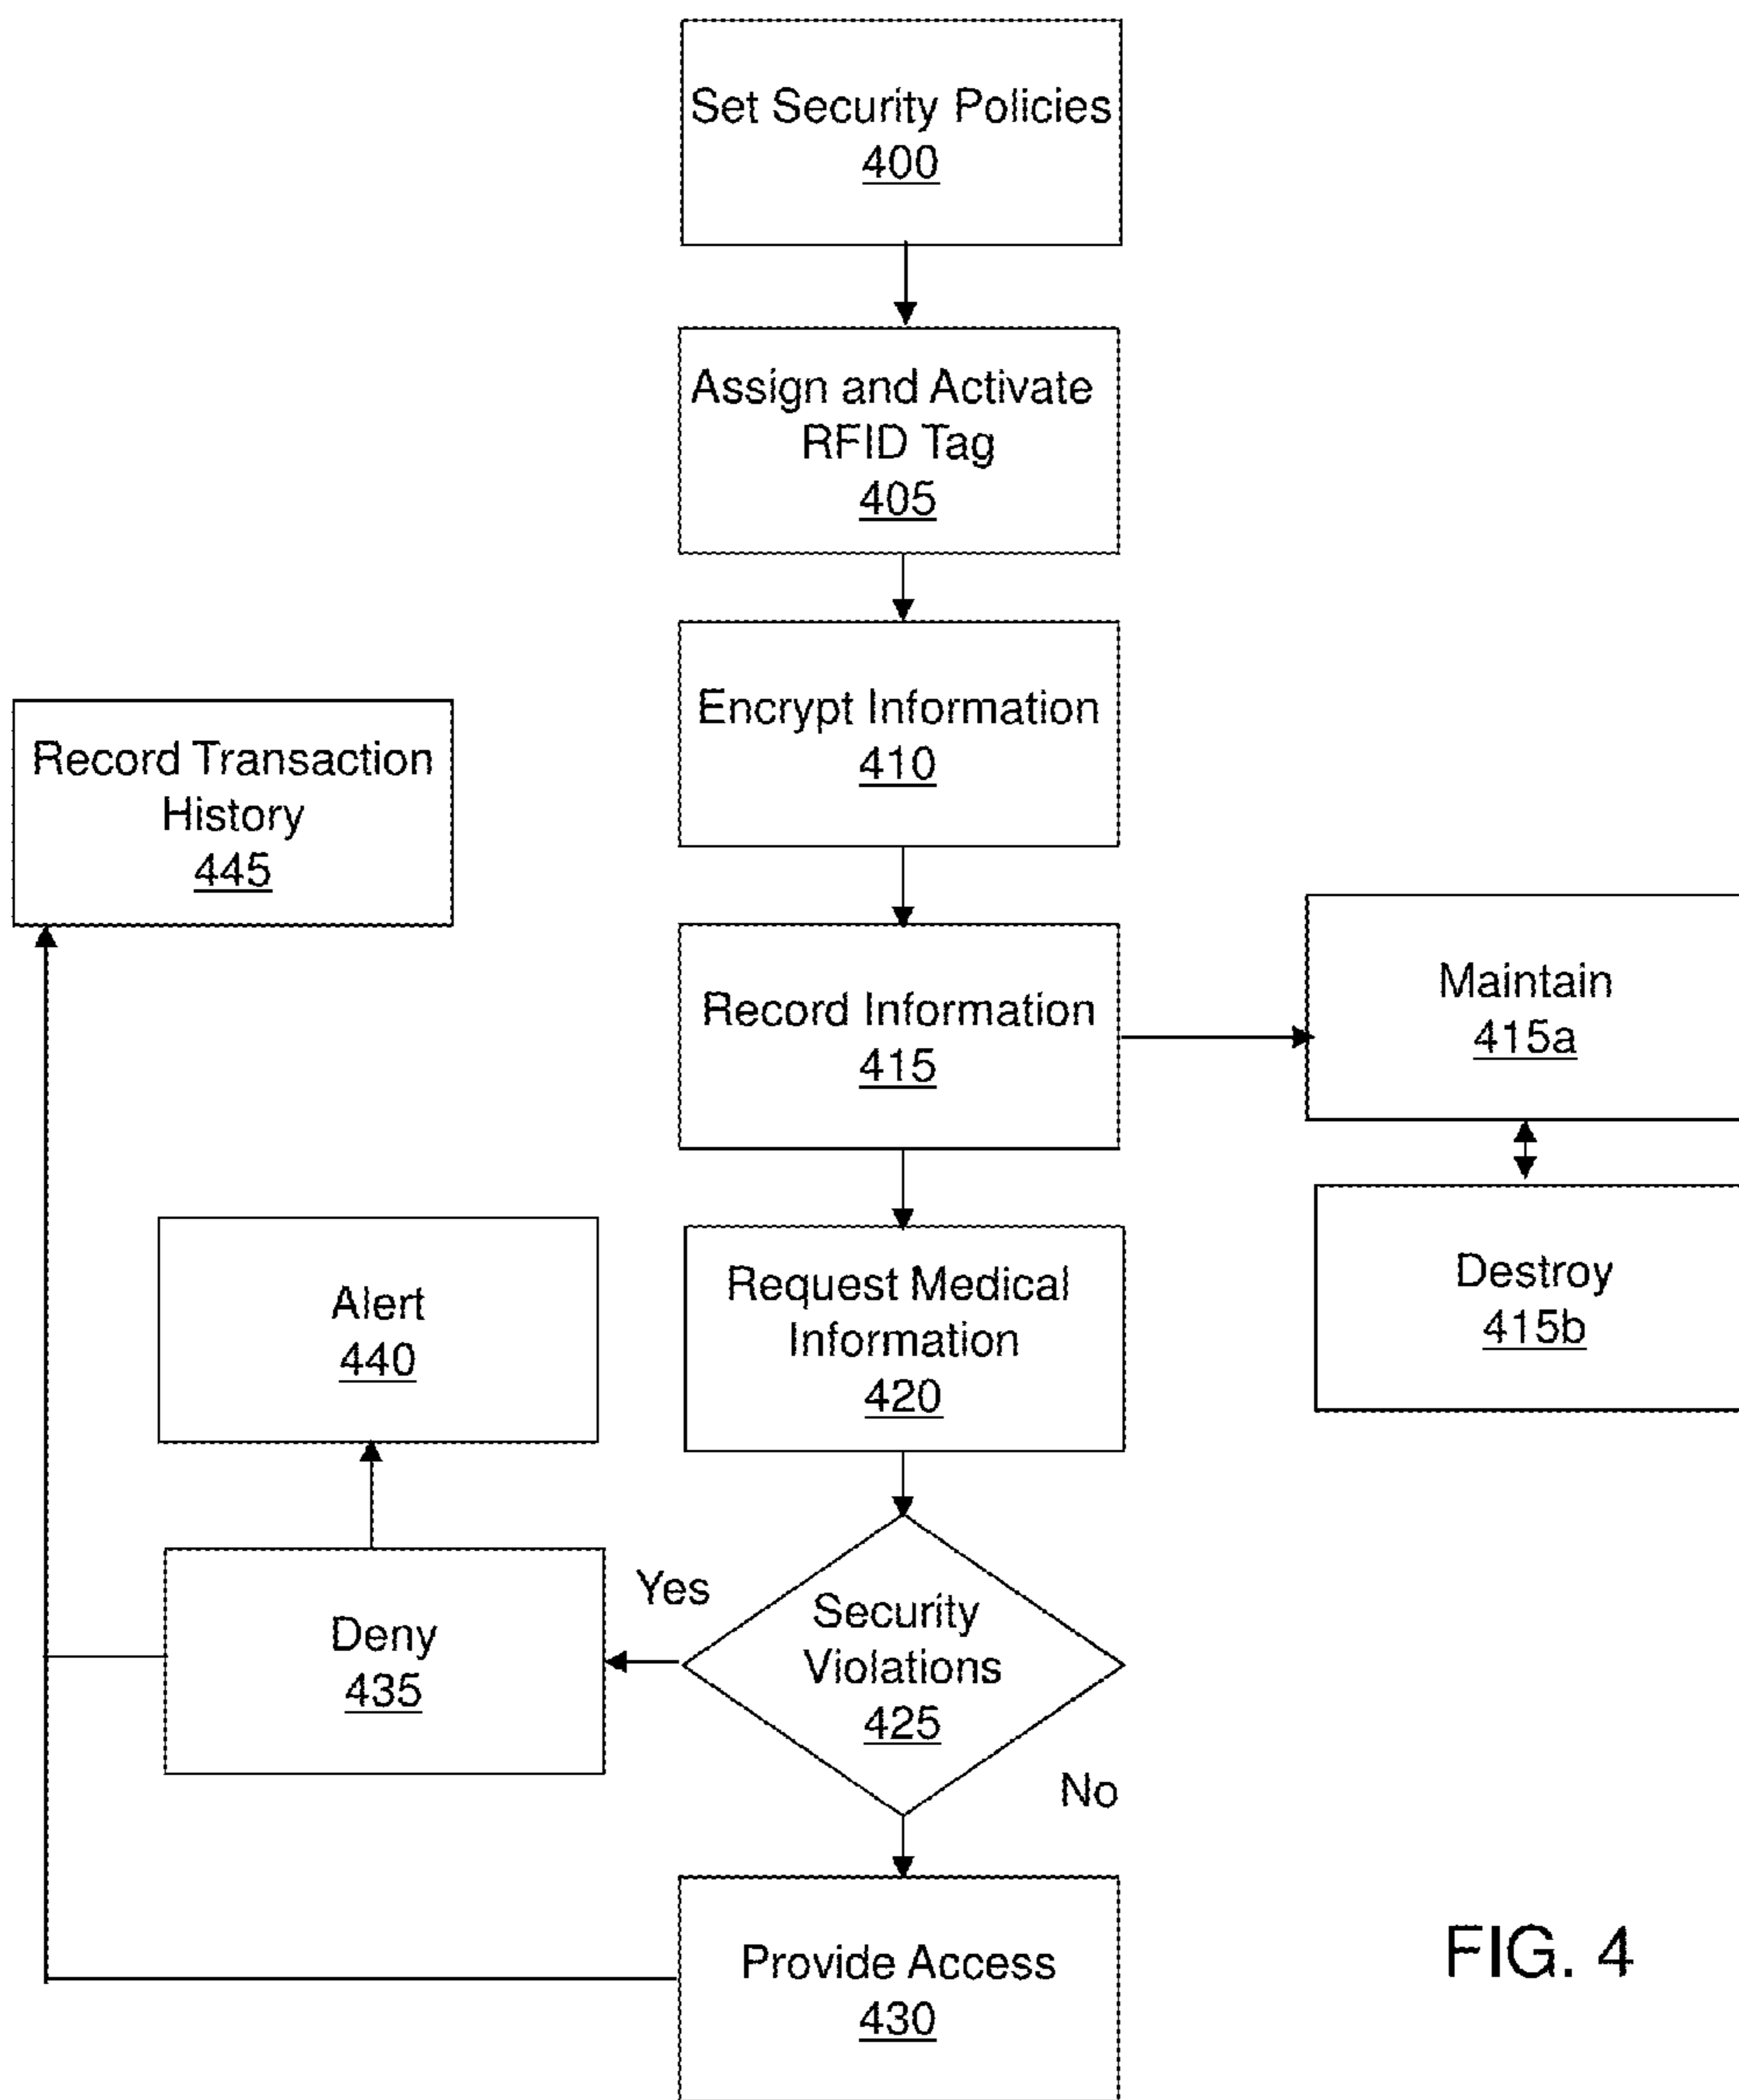 Set Security Policies
400
Assign and Activate
RFID Tag
405
Encrypt Information
410
Record Transaction
History
445
Record Information
415
Maintain
415a
Destroy
415b
Request Medical
Information
420
Alert
440
Yes
Security
Violations
425
Deny
435
No
Provide Access
430
FIG. 4